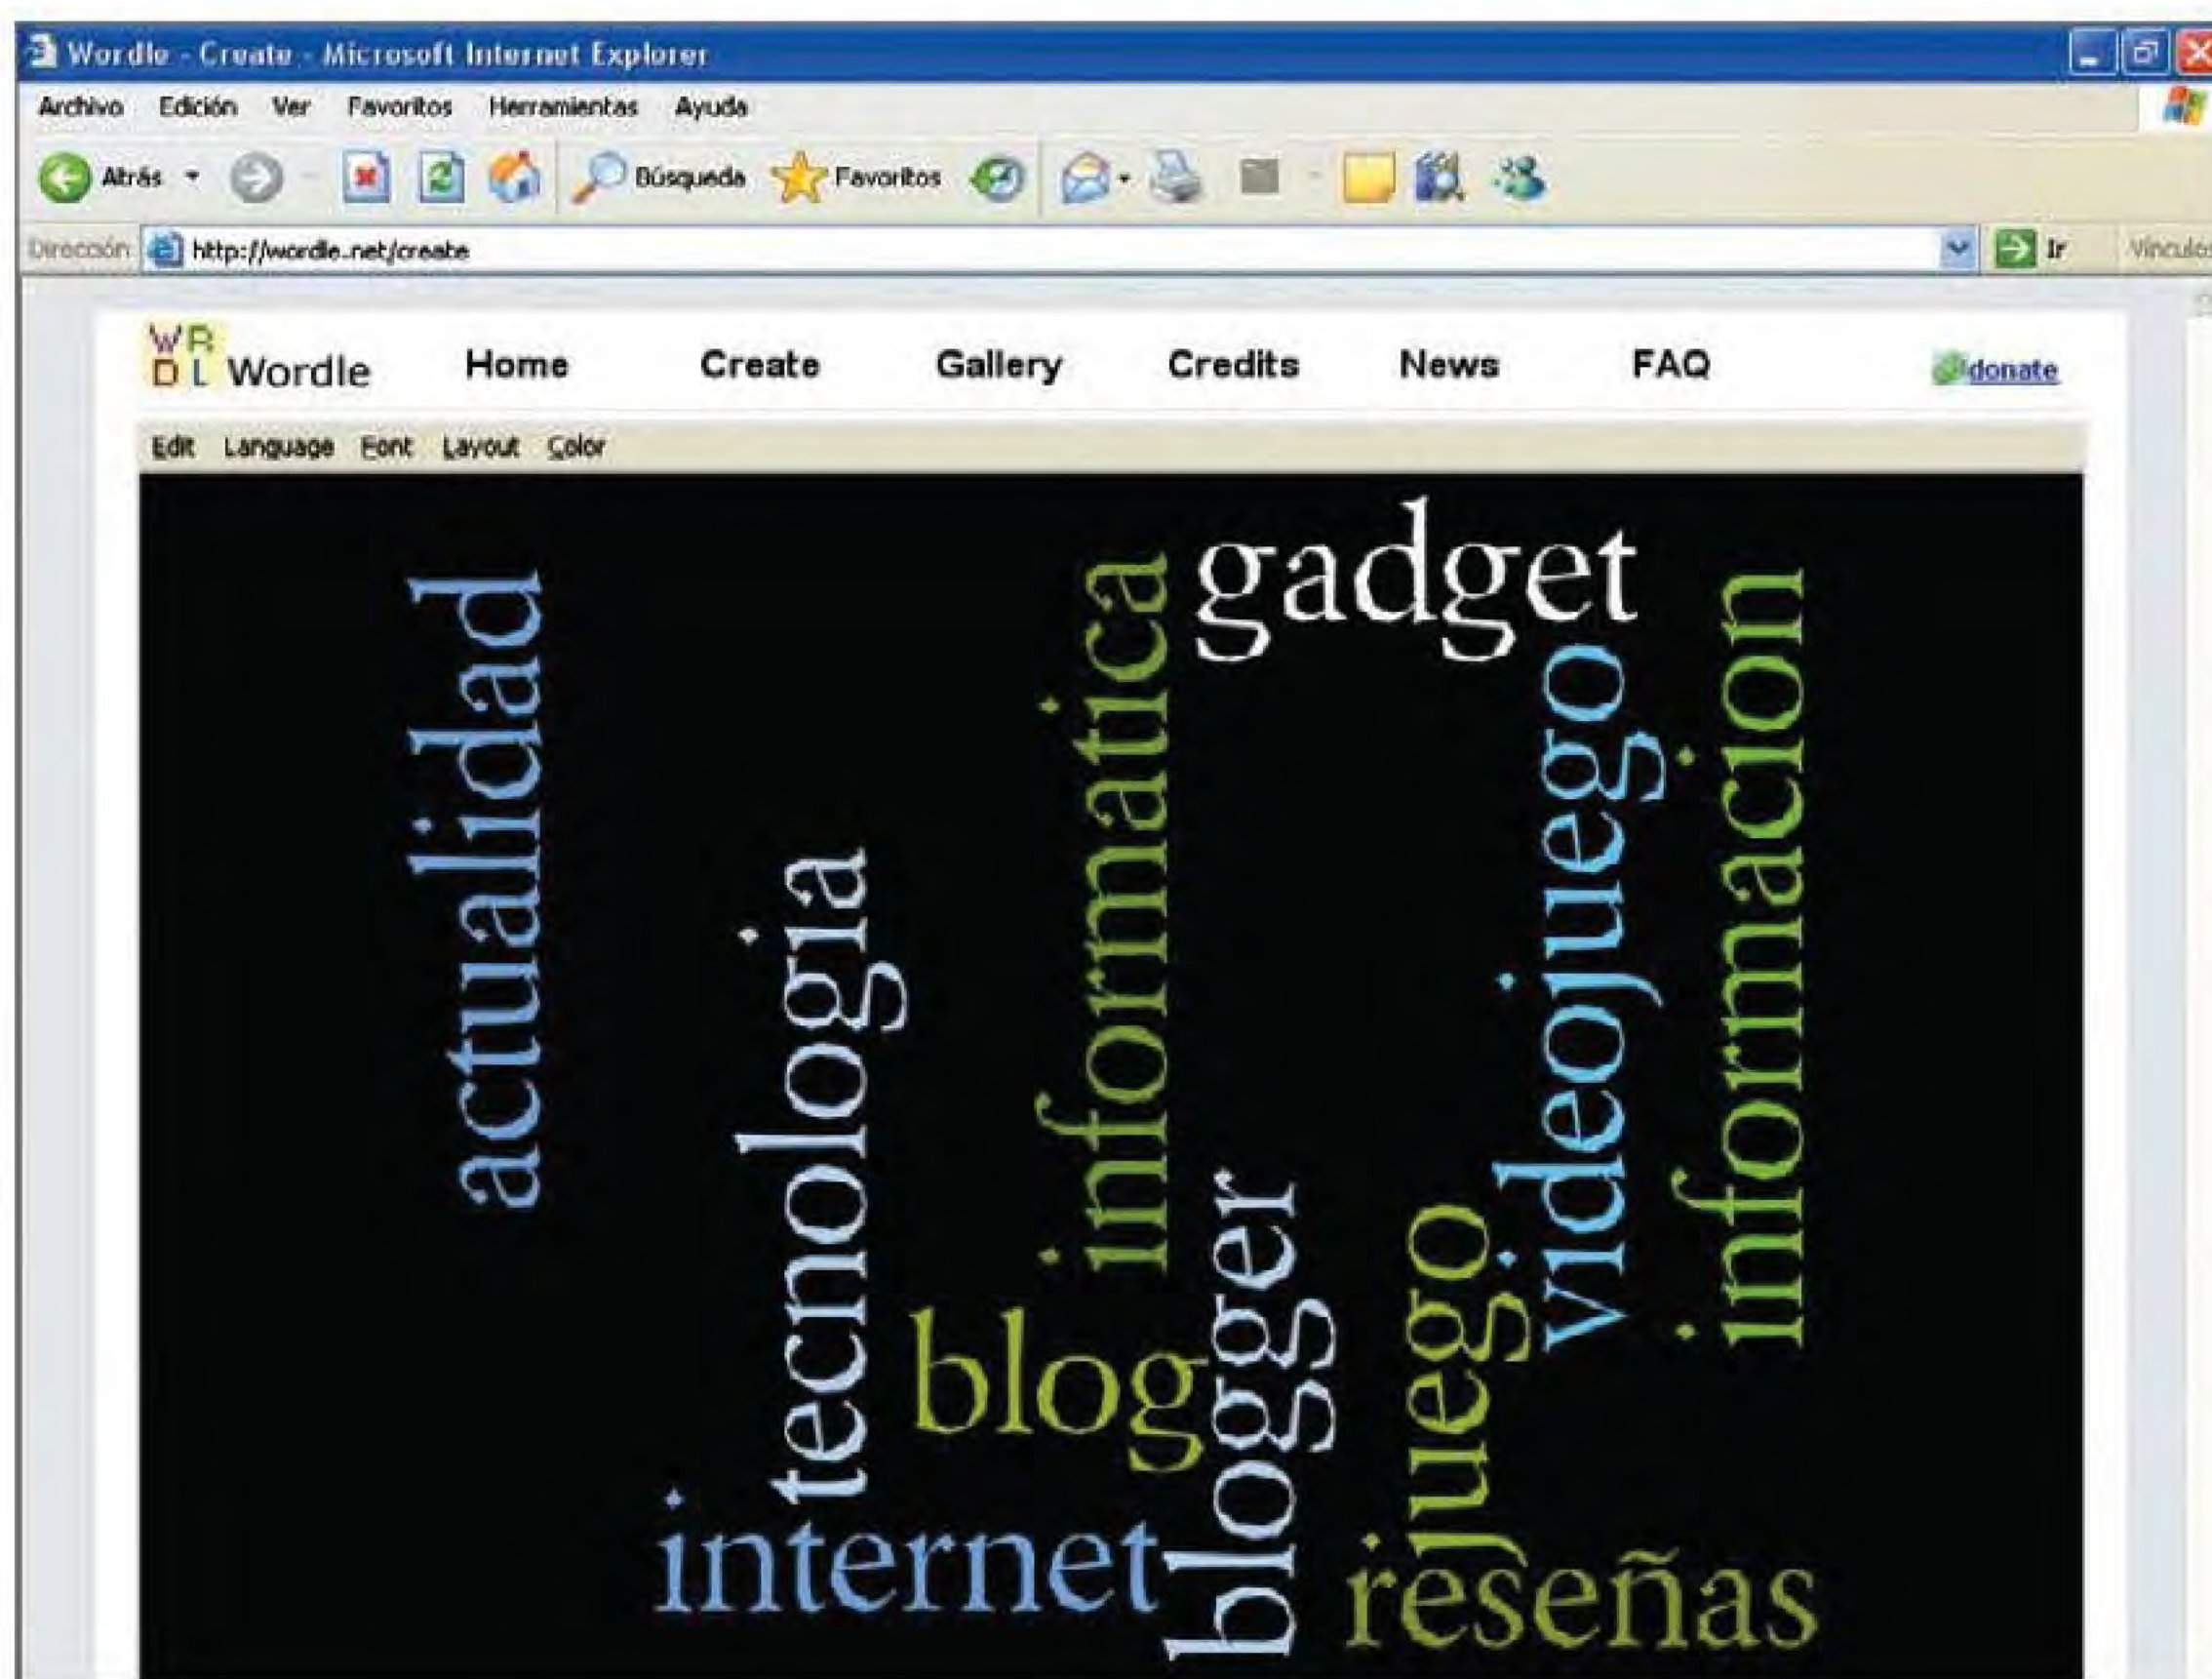 Wordle - Create - Microsoft Internet Explorer
Archivo Edición Ver Favoritos Herramientas Ayuda
Atrás Búsqueda Favoritos
Dirección http://wordle.net/create Ir Vínculos
WRDL Wordle Home Create Gallery Credits News FAQ donate
Edit Language Font Layout Color
actualidad
tecnologia
informatica
gadget
videojuego
informacion
blog
blogger
juego
internet
reseñas